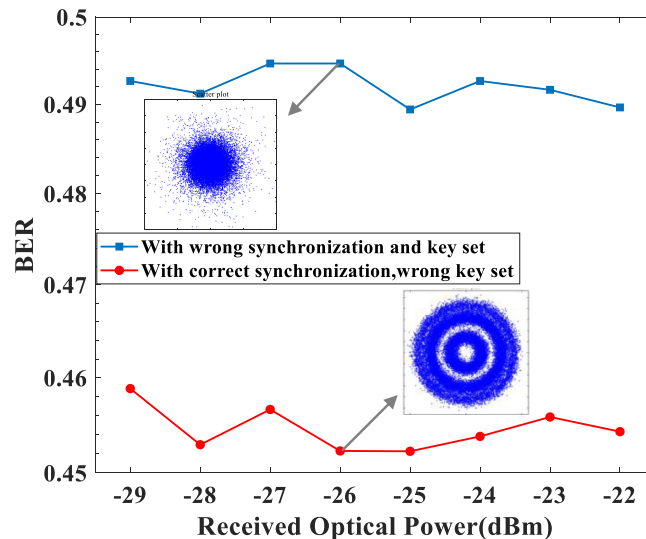 0.5
0.49
0.48
0.47
0.46
0.45
BER
Scatter plot
With wrong synchronization and key set
With correct synchronization,wrong key set
-29 -28 -27 -26 -25 -24 -23 -22
Received Optical Power(dBm)